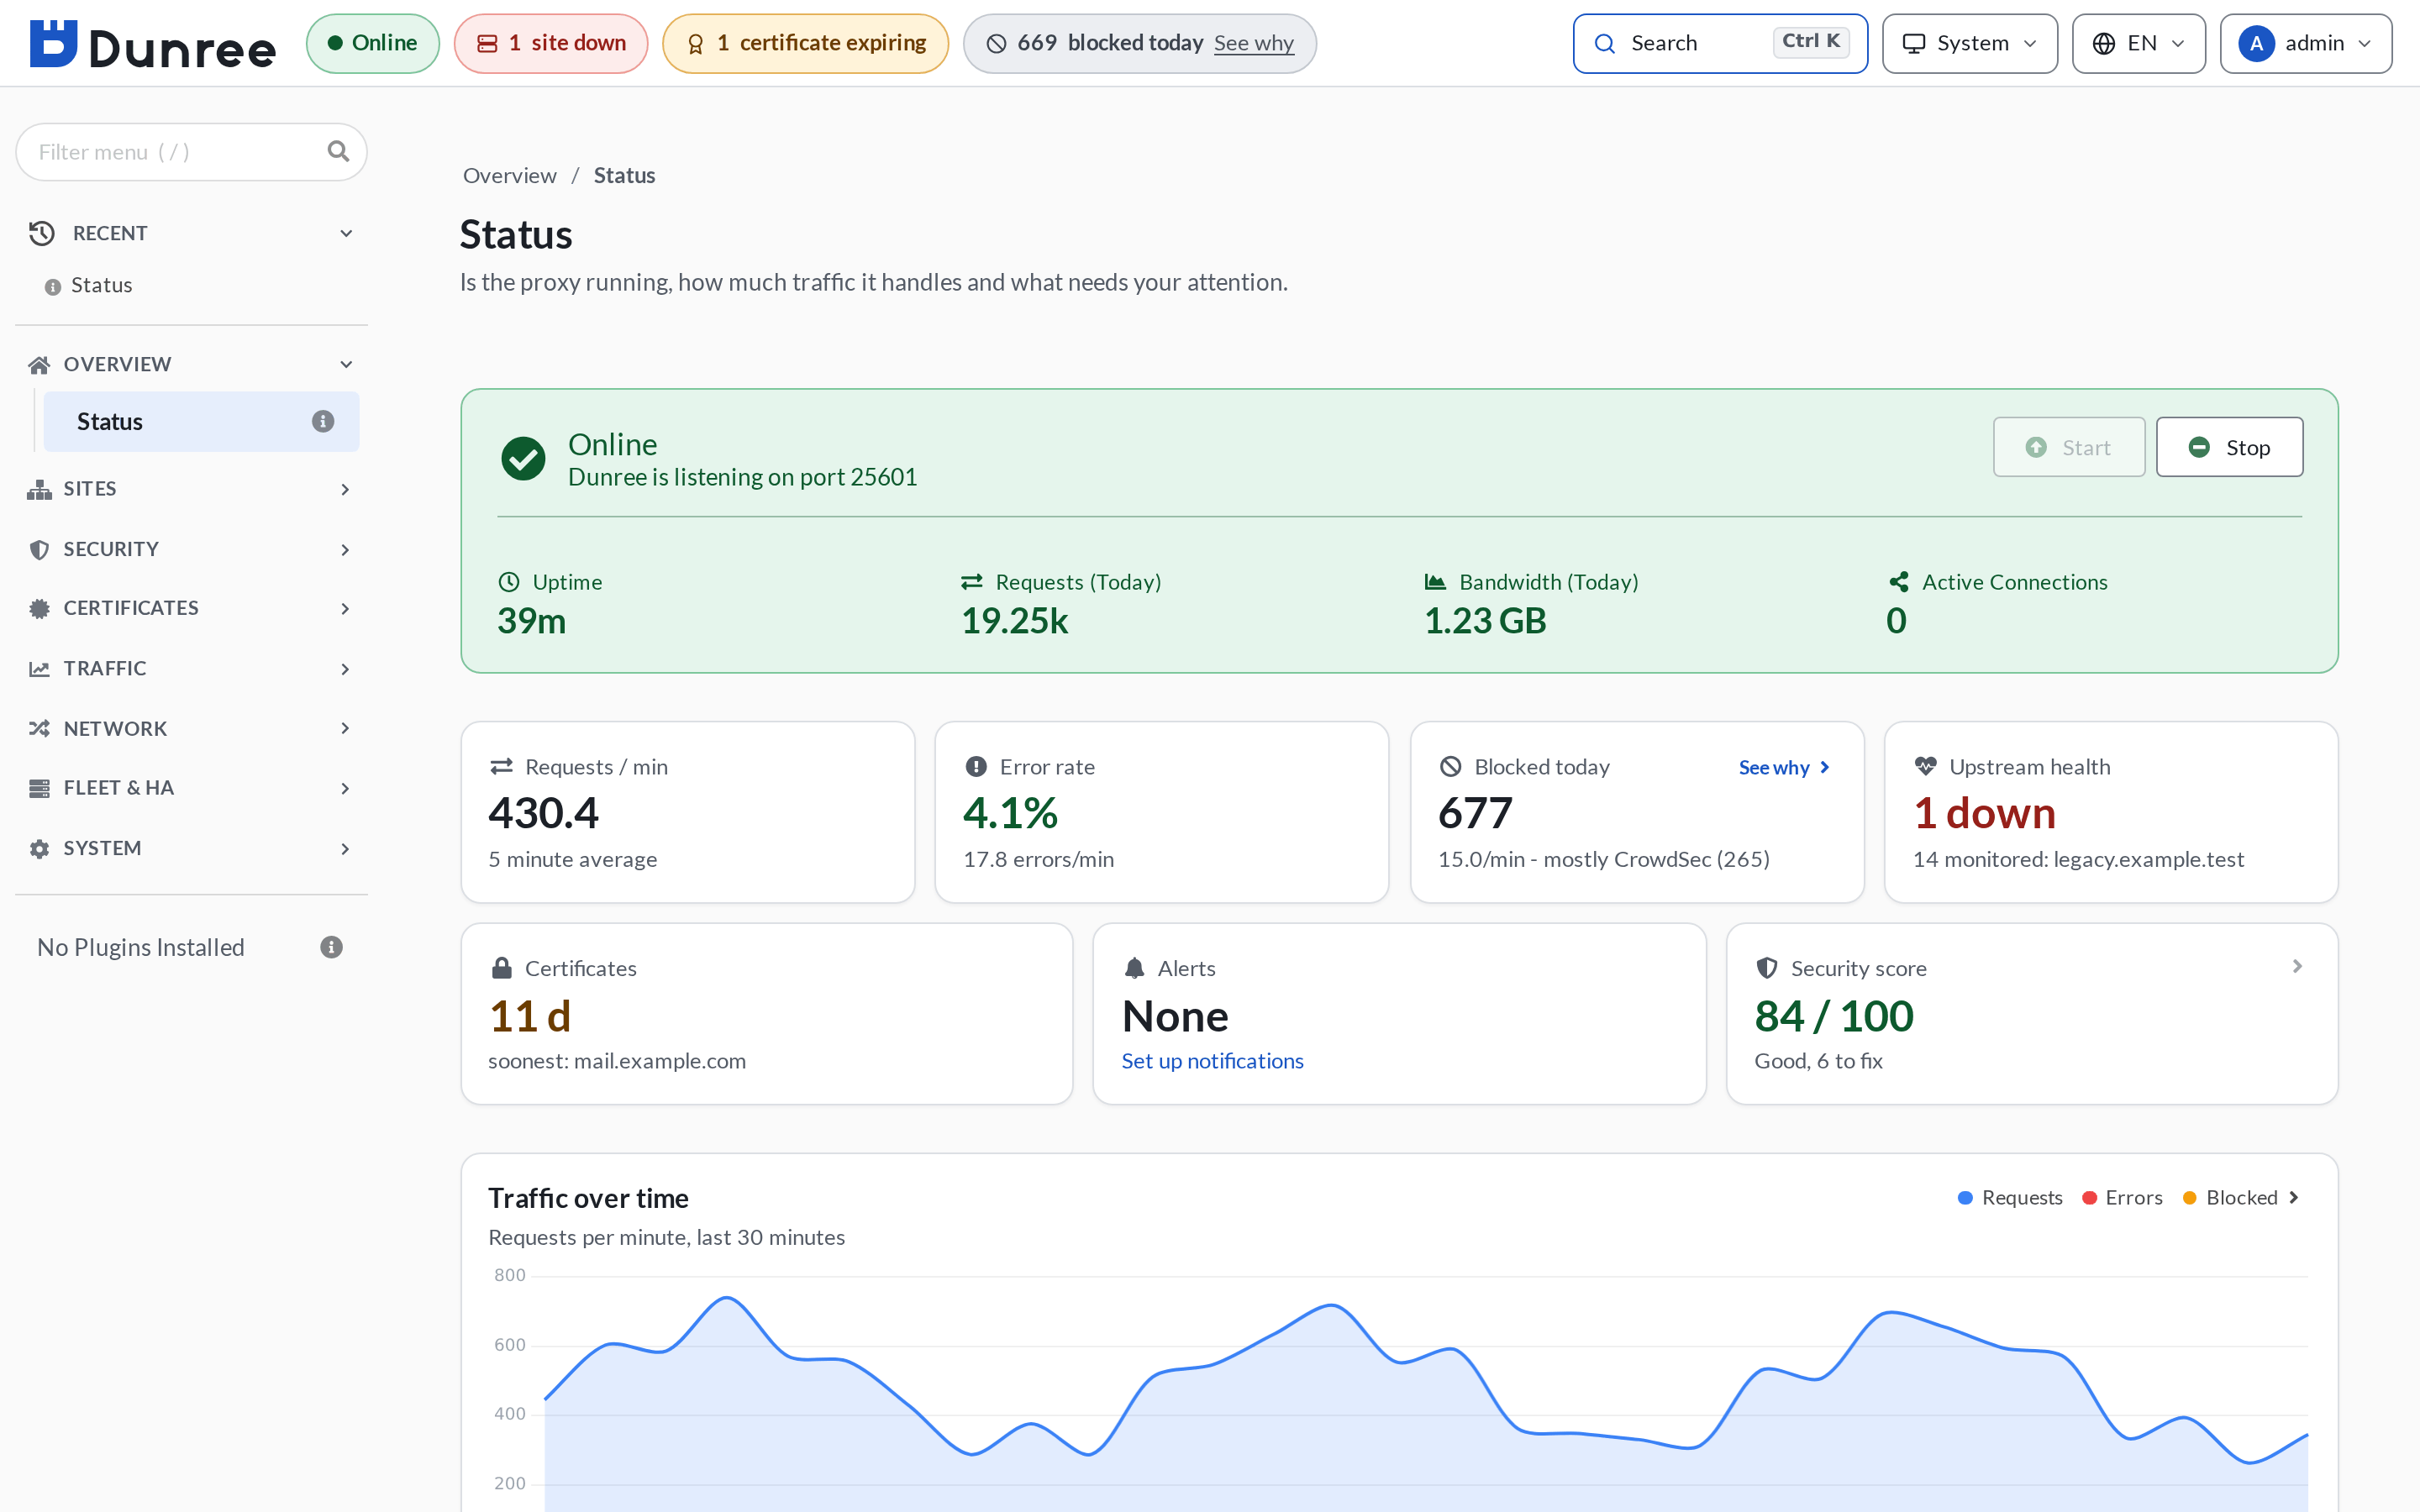 Dunree
Online
1 site down
1 certificate expiring
669 blocked today See why
Search Ctrl K
System
EN
A admin
Filter menu ( / )
RECENT
Status
OVERVIEW
Status
SITES
SECURITY
CERTIFICATES
TRAFFIC
NETWORK
FLEET & HA
SYSTEM
No Plugins Installed
Overview / Status
Status
Is the proxy running, how much traffic it handles and what needs your attention.
Online
Dunree is listening on port 25601
Start
Stop
Uptime
39m
Requests (Today)
19.25k
Bandwidth (Today)
1.23 GB
Active Connections
0
Requests / min
430.4
5 minute average
Error rate
4.1%
17.8 errors/min
Blocked today See why
677
15.0/min - mostly CrowdSec (265)
Upstream health
1 down
14 monitored: legacy.example.test
Certificates
11 d
soonest: mail.example.com
Alerts
None
Set up notifications
Security score
84 / 100
Good, 6 to fix
Traffic over time
Requests per minute, last 30 minutes
Requests Errors Blocked
800
600
400
200